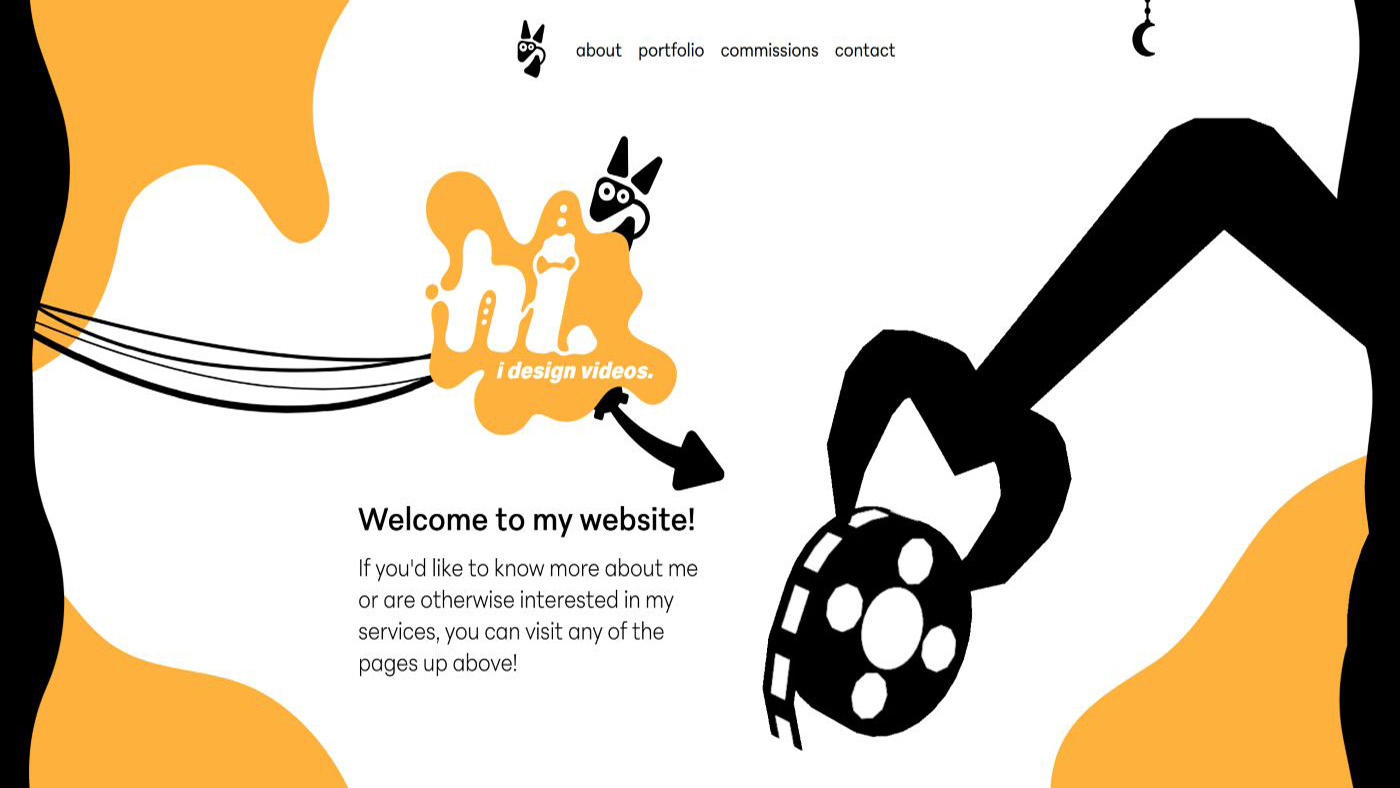 about portfolio commissions contact
hi.
i design videos.
Welcome to my website!
If you'd like to know more about me
or are otherwise interested in my
services, you can visit any of the
pages up above!